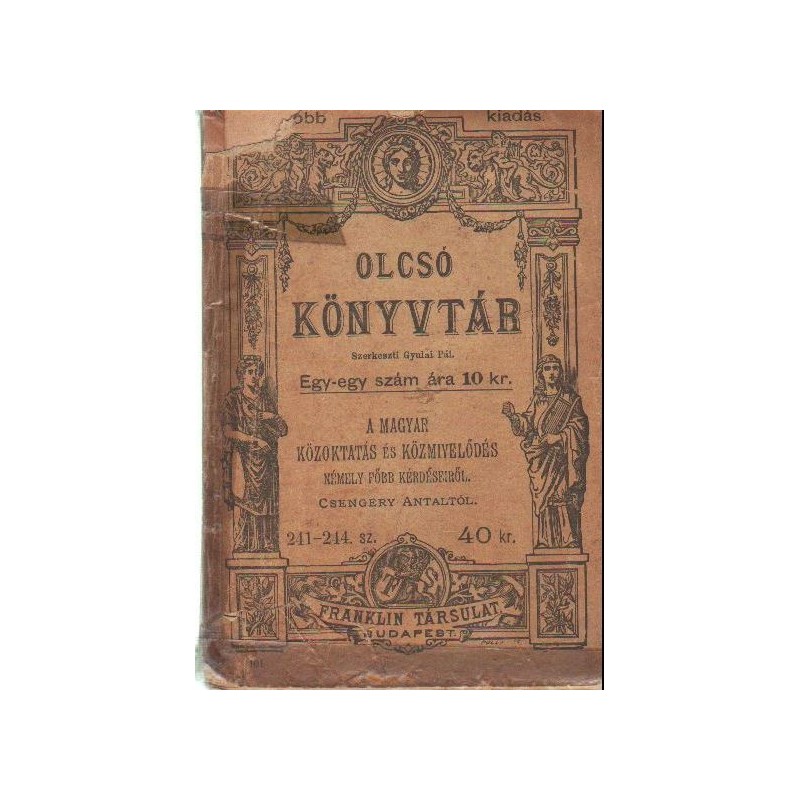 kiadás.
OLCSÓ
KÖNYVTÁR
Szerkeszti Gyulai Pál.
Egy-egy szám ára 10 kr.
A MAGYAR
KÖZOKTATÁS ÉS KÖZMIVELŐDÉS
NÉMELY FŐBB KÉRDÉSEIRŐL.
CSENGERY ANTALTÓL.
241–244. sz. 40 kr.
FRANKLIN TÁRSULAT
BUDAPEST.